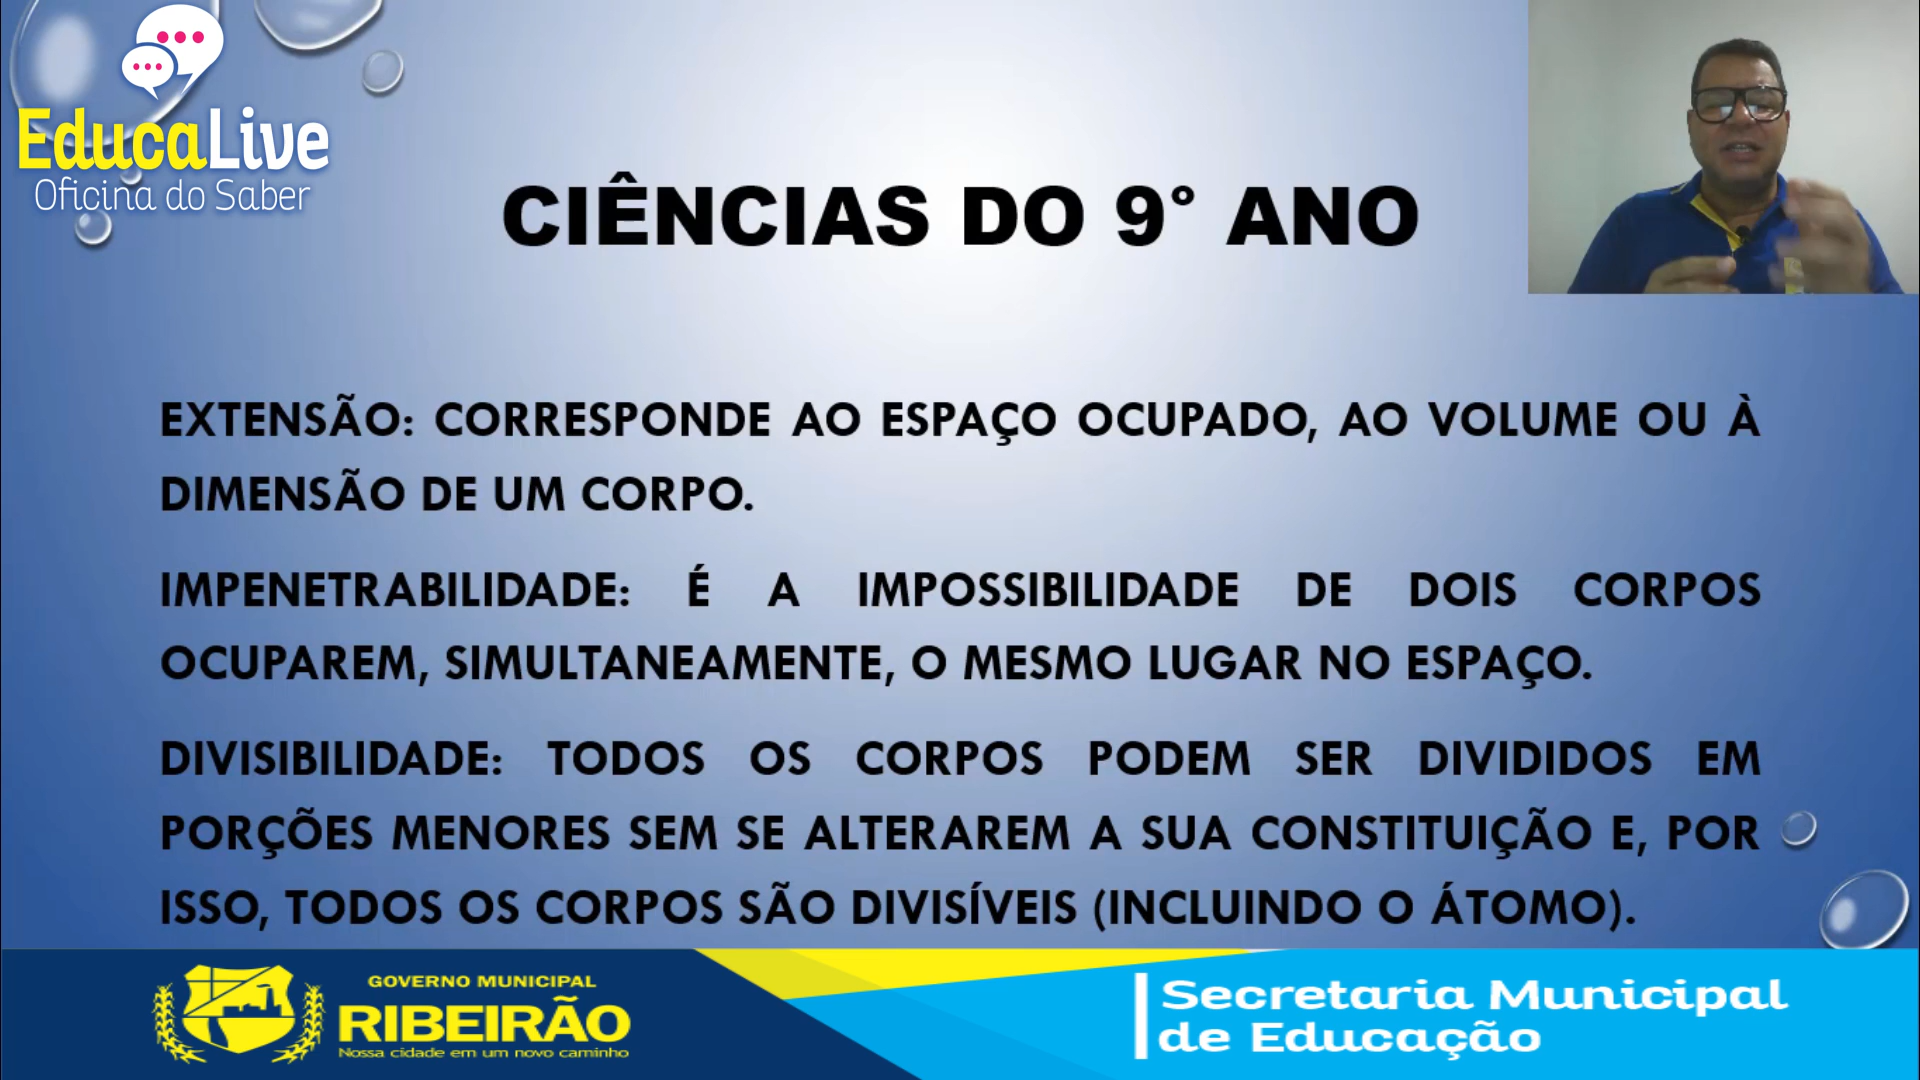 EducaLive
Oficina do Saber
CIÊNCIAS DO 9° ANO
EXTENSÃO: CORRESPONDE AO ESPAÇO OCUPADO, AO VOLUME OU À
DIMENSÃO DE UM CORPO.
IMPENETRABILIDADE: É A IMPOSSIBILIDADE DE DOIS CORPOS
OCUPAREM, SIMULTANEAMENTE, O MESMO LUGAR NO ESPAÇO.
DIVISIBILIDADE: TODOS OS CORPOS PODEM SER DIVIDIDOS EM
PORÇÕES MENORES SEM SE ALTERAREM A SUA CONSTITUIÇÃO E, POR
ISSO, TODOS OS CORPOS SÃO DIVISÍVEIS (INCLUINDO O ÁTOMO).
GOVERNO MUNICIPAL
RIBEIRÃO
Nossa cidade em um novo caminho
Secretaria Municipal
de Educação